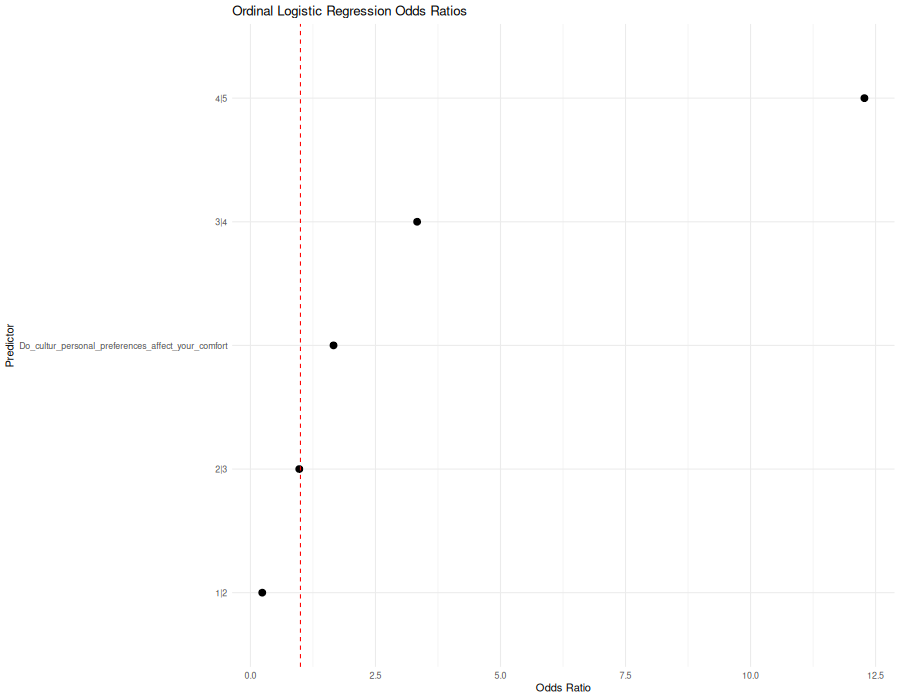 Ordinal Logistic Regression Odds Ratios
Predictor
4|5
3|4
Do_cultur_personal_preferences_affect_your_comfort
2|3
1|2
0.0 2.5 5.0 7.5 10.0 12.5
Odds Ratio